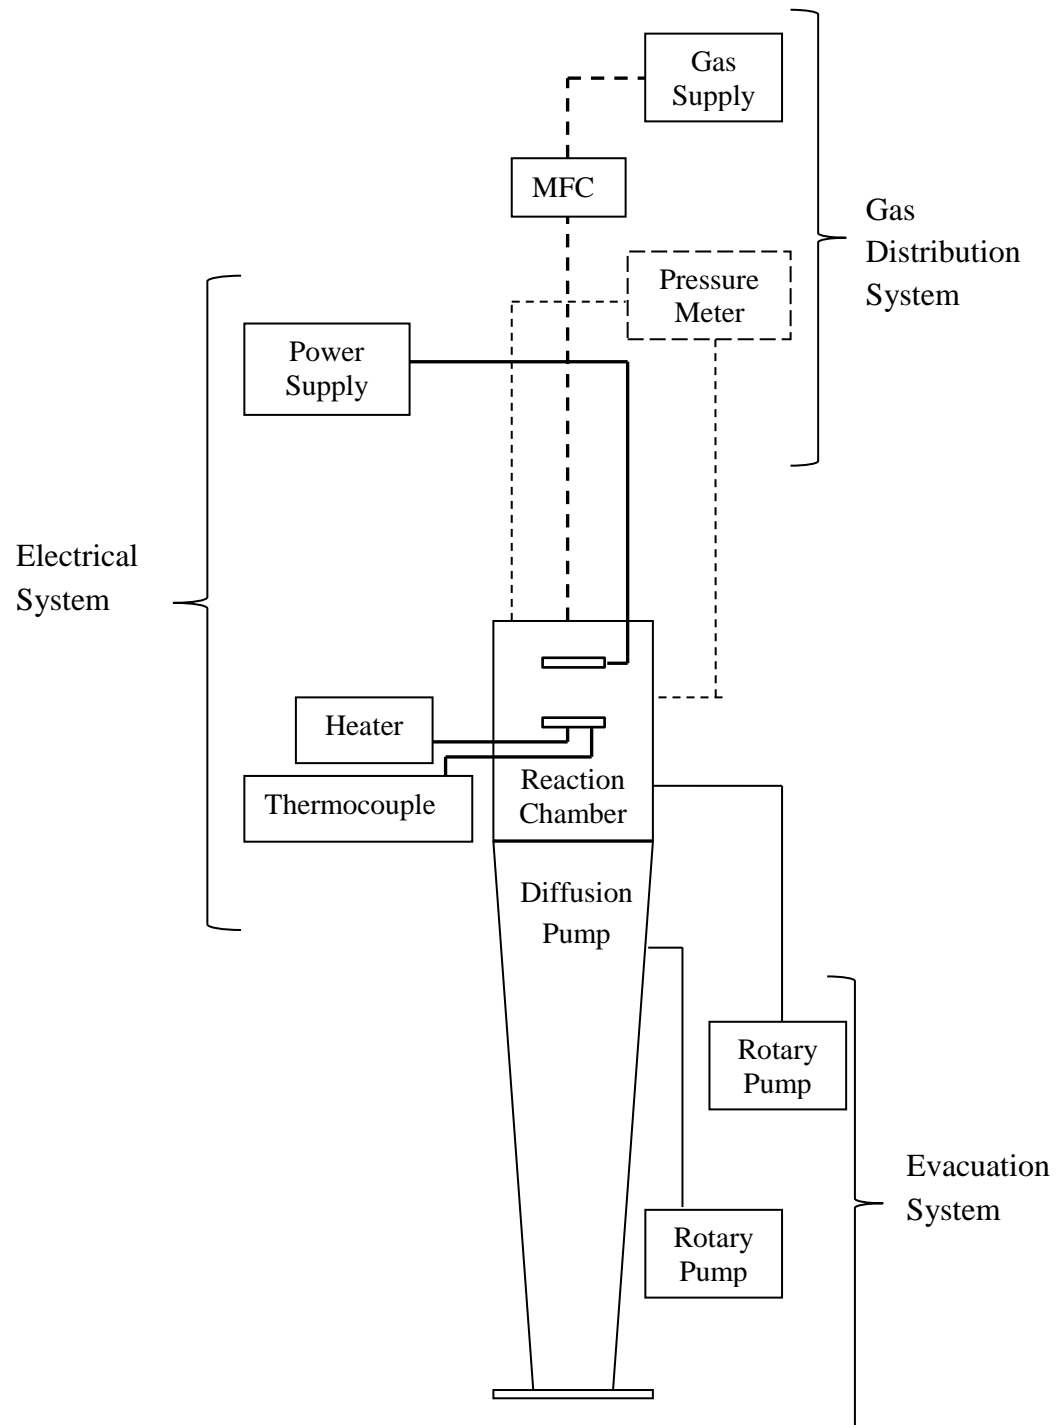 Gas
Supply
MFC
Gas
Distribution
System
Pressure
Meter
Power
Supply
Electrical
System
Heater
Thermocouple
Reaction
Chamber
Diffusion
Pump
Rotary
Pump
Evacuation
System
Rotary
Pump